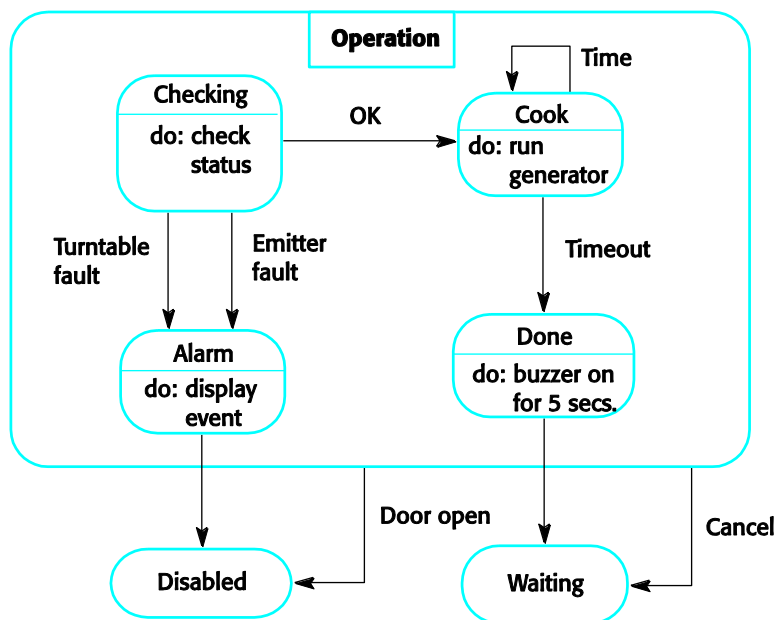 Operation
Checking
do: check
status
OK
Time
Cook
do: run
generator
Turntable
fault
Emitter
fault
Timeout
Alarm
do: display
event
Done
do: buzzer on
for 5 secs.
Door open
Cancel
Disabled
Waiting